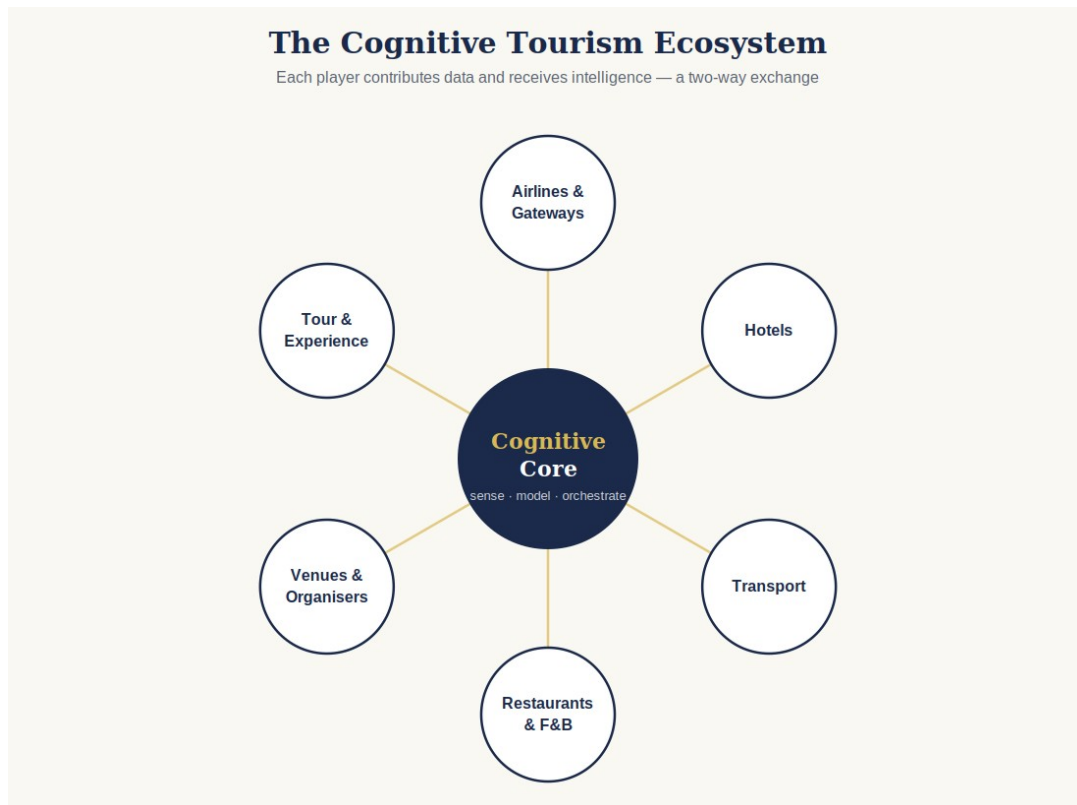 The Cognitive Tourism Ecosystem
Each player contributes data and receives intelligence — a two-way exchange
Airlines &
Gateways
Tour &
Experience
Hotels
Cognitive
Core
sense · model · orchestrate
Venues &
Organisers
Transport
Restaurants
& F&B